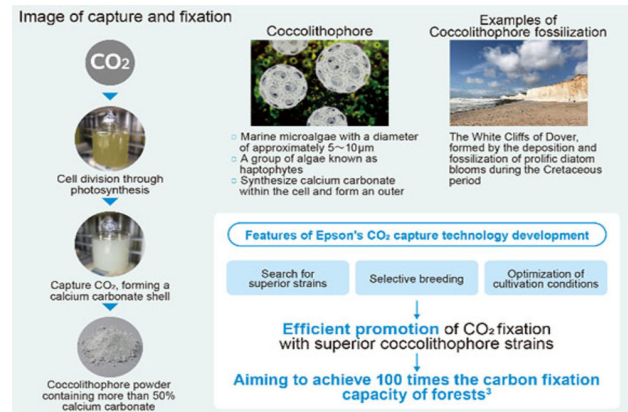 Image of capture and fixation
CO₂
Cell division through
photosynthesis
Capture CO₂, forming a
calcium carbonate shell
Coccolithophore powder
containing more than 50%
calcium carbonate
Coccolithophore
○ Marine microalgae with a diameter
of approximately 5～10μm
○ A group of algae known as
haptophytes
○ Synthesize calcium carbonate
within the cell and form an outer
Examples of
Coccolithophore fossilization
The White Cliffs of Dover,
formed by the deposition and
fossilization of prolific diatom
blooms during the Cretaceous
period
Features of Epson's CO₂ capture technology development
Search for
superior strains
Selective breeding
Optimization of
cultivation conditions
Efficient promotion of CO₂ fixation
with superior coccolithophore strains
Aiming to achieve 100 times the carbon fixation
capacity of forests³